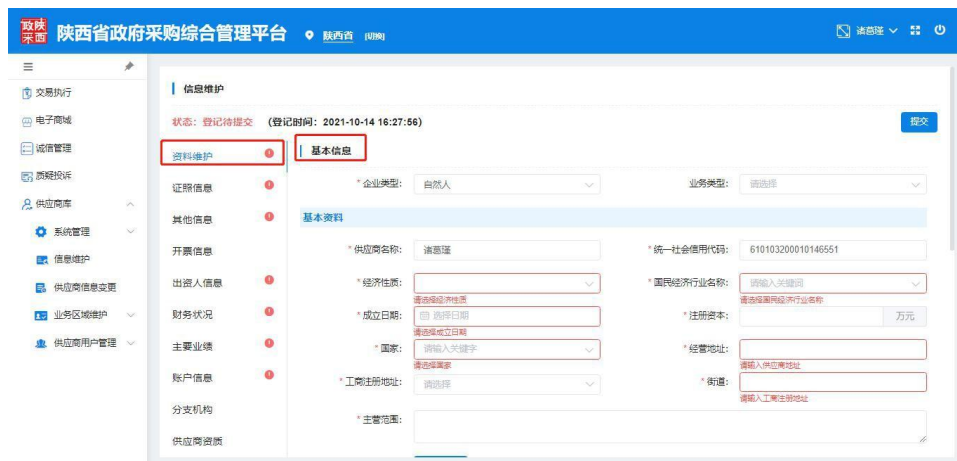 政陕
采西
陕西省政府采购综合管理平台
陕西省 [切换]
诸葛瑾
交易执行
电子商城
诚信管理
质疑投诉
供应商库
系统管理
信息维护
供应商信息变更
业务区域维护
供应商用户管理
信息维护
状态：登记待提交 （登记时间：2021-10-14 16:27:56)
提交
资料维护
证照信息
其他信息
开票信息
出资人信息
财务状况
主要业绩
账户信息
分支机构
供应商资质
基本信息
* 企业类型： 自然人 业务类型： 请选择
基本资料
* 供应商名称： 诸葛瑾 * 统一社会信用代码： 610103200010146551
* 经济性质： * 国民经济行业名称： 请输入关键词
请选择经济性质 请选择国民经济行业名称
* 成立日期： 选择日期 * 注册资本： 万元
请选择成立日期
* 国家： 请输入关键字 * 经营地址：
请选择国家 请输入供应商地址
* 工商注册地址： 请选择 * 街道：
请输入工商注册地址
* 主营范围：